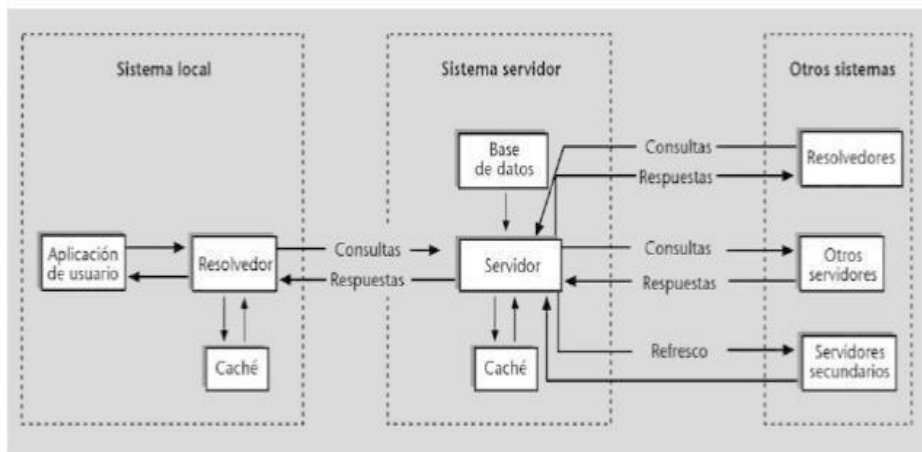 Sistema local
Sistema servidor
Otros sistemas
Base
de datos
Consultas
Respuestas
Resolvedores
Aplicación
de usuario
Resolvedor
Consultas
Respuestas
Servidor
Consultas
Respuestas
Otros
servidores
Caché
Caché
Refresco
Servidores
secundarios